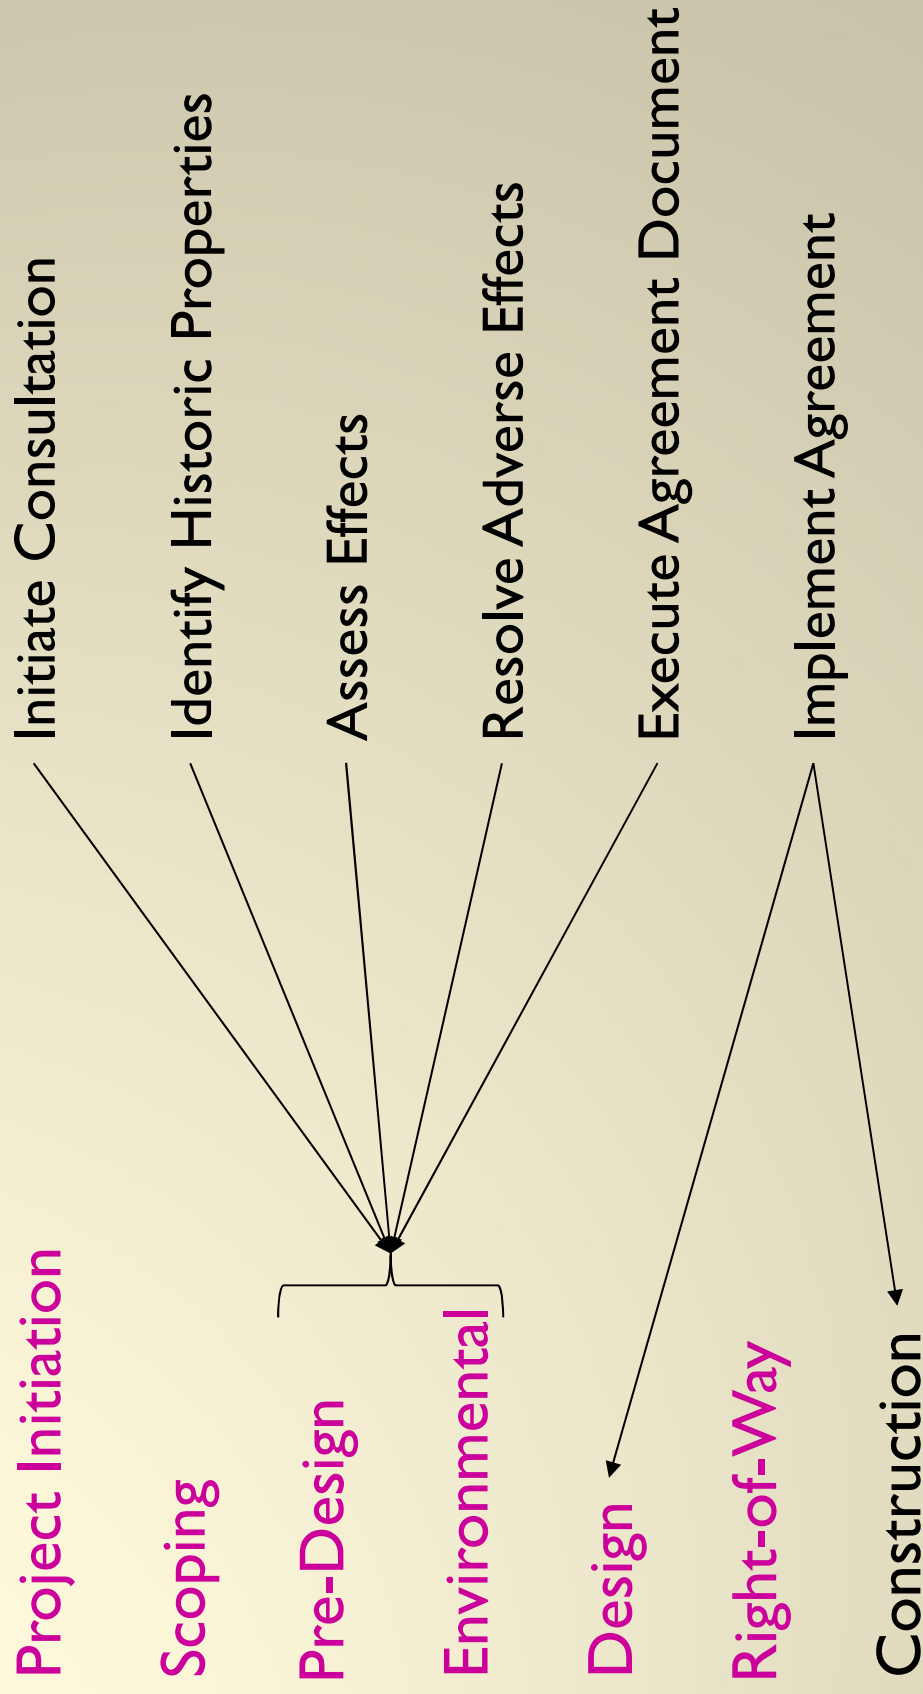 Project Initiation
Scoping
Pre-Design
Environmental
Design
Right-of-Way
Construction
Initiate Consultation
Identify Historic Properties
Assess Effects
Resolve Adverse Effects
Execute Agreement Document
Implement Agreement